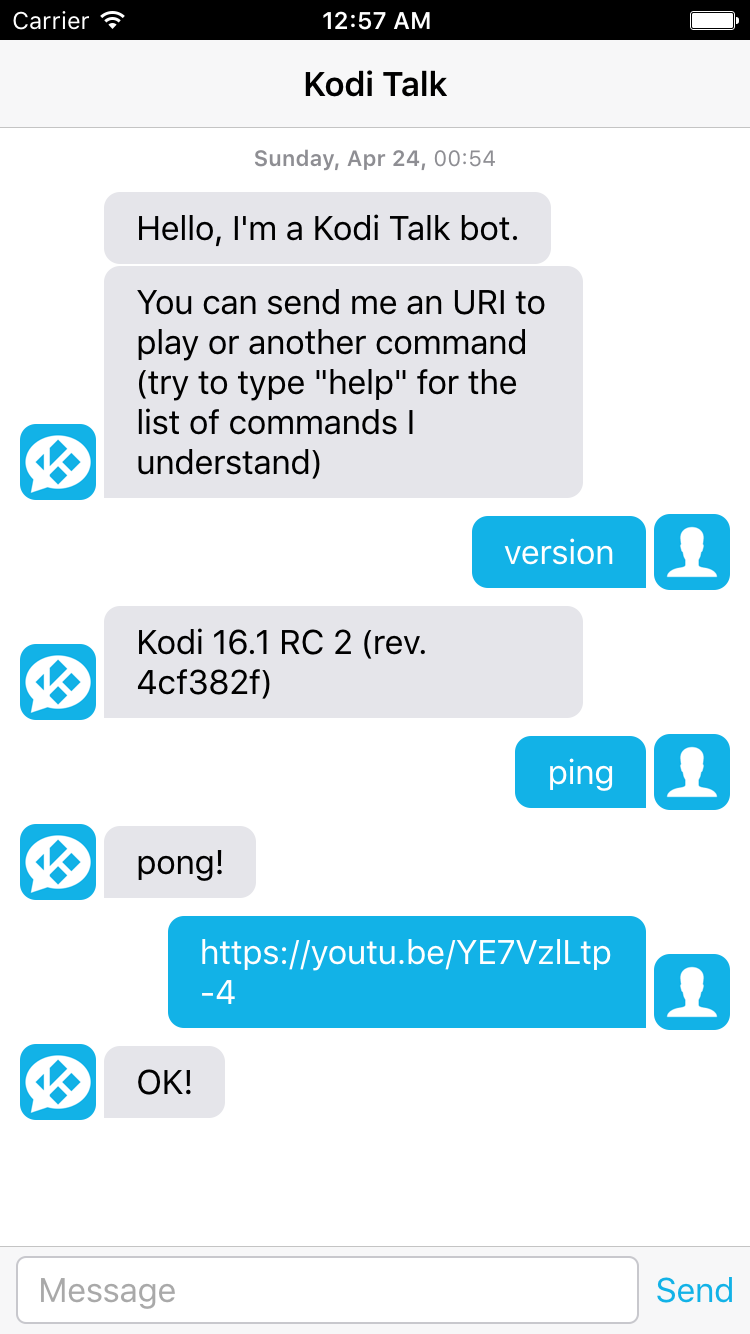 Carrier 12:57 AM
Kodi Talk
Sunday, Apr 24, 00:54
Hello, I'm a Kodi Talk bot.
You can send me an URI to
play or another command
(try to type "help" for the
list of commands I
understand)
version
Kodi 16.1 RC 2 (rev.
4cf382f)
ping
pong!
https://youtu.be/YE7VzlLtp
-4
OK!
Message Send